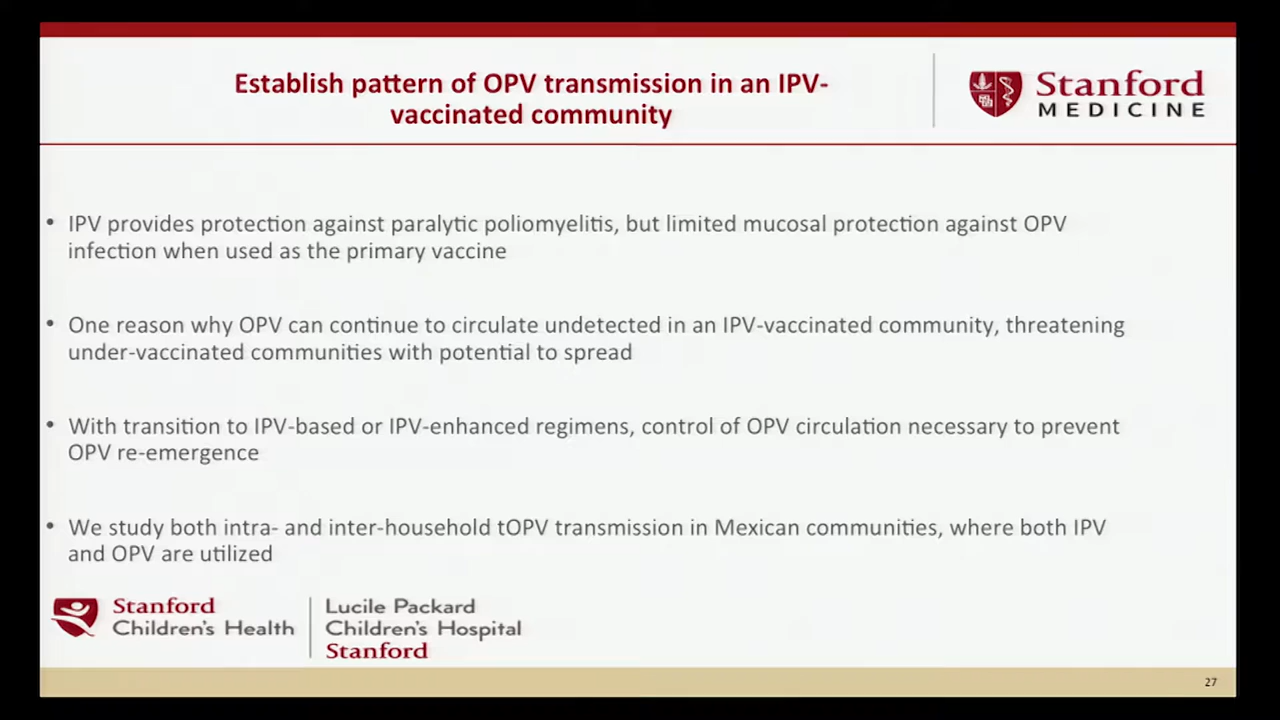 Establish pattern of OPV transmission in an IPV-
vaccinated community
Stanford
MEDICINE
• IPV provides protection against paralytic poliomyelitis, but limited mucosal protection against OPV
infection when used as the primary vaccine
• One reason why OPV can continue to circulate undetected in an IPV-vaccinated community, threatening
under-vaccinated communities with potential to spread
• With transition to IPV-based or IPV-enhanced regimens, control of OPV circulation necessary to prevent
OPV re-emergence
• We study both intra- and inter-household tOPV transmission in Mexican communities, where both IPV
and OPV are utilized
Stanford
Children's Health
Lucile Packard
Children's Hospital
Stanford
27